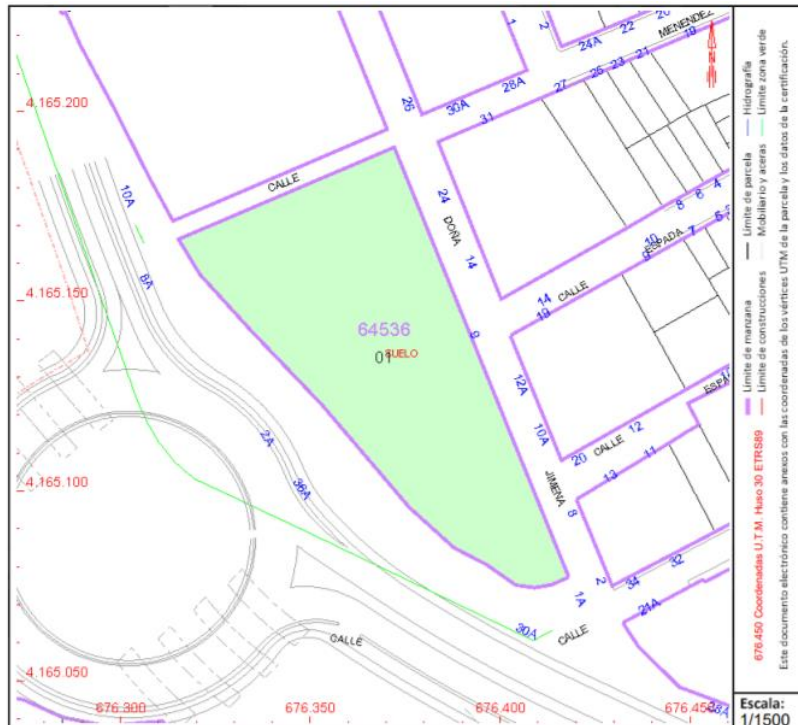 1
2
24A
22
20
MENENDEZ
19
4.165.200
26
30A
28A
27
25
23
21
31
CALLE
24
10A
DOÑA
8
6
4
10
ESPADA
7
5
9
14
8A
4.165.150
14
CALLE
18
64536
01
SUELO
9
12A
ESPA
2A
10A
12
20
CALLE
36A
JIMENA
13
11
4.165.100
8
2
34
32
1A
21A
30A
CALLE
CALLE
4.165.050
676.300
676.350
676.400
676.450
18A
Límite de manzana
Límite de parcela
Hidrografía
Límite de construcciones
Mobiliario y aceras
Límite zona verde
676.450 Coordenadas U.T.M. Huso 30 ETRS89
Este documento electrónico contiene anexos con las coordenadas de los vértices UTM de la parcela y los datos de la certificación.
Escala:
1/1500